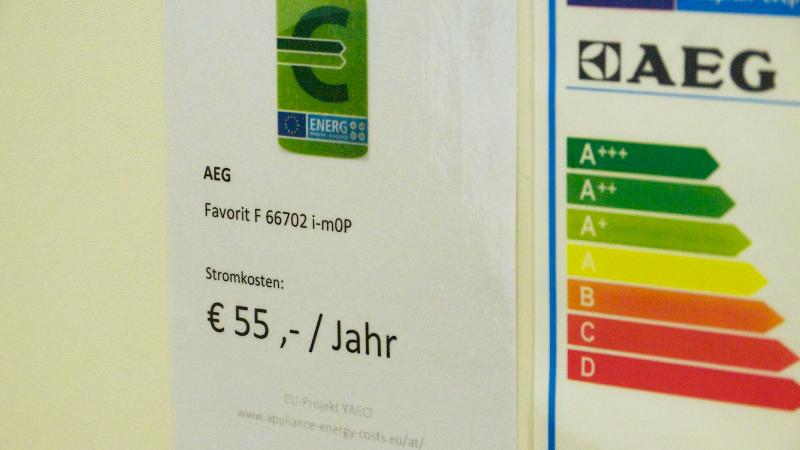 ENERG
AEG
Favorit F 66702 i-m0P
Stromkosten:
€ 55 ,- / Jahr
EU-Projekt YAECI
www.appliance-energy-costs.eu/at/
AEG
A+++
A++
A+
A
B
C
D